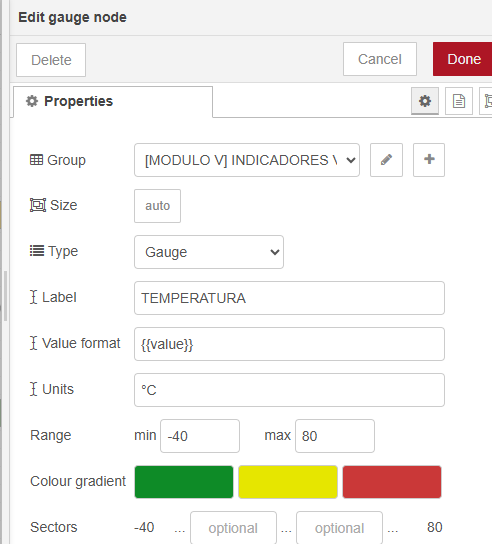 Edit gauge node
Delete
Cancel
Done
Properties
Group
[MODULO V] INDICADORES
Size
auto
Type
Gauge
Label
TEMPERATURA
Value format
{{value}}
Units
°C
Range
min
-40
max
80
Colour gradient
Sectors
-40
...
optional
...
optional
...
80